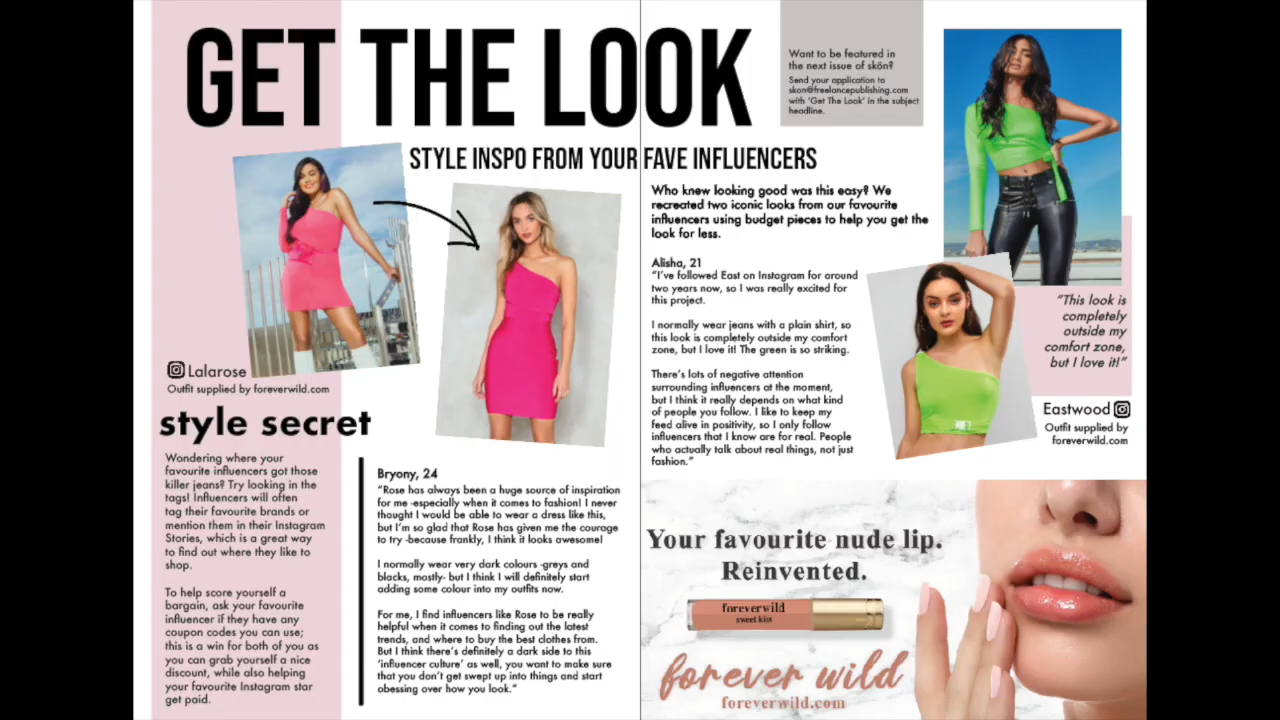 GET THE LOOK
STYLE INSPO FROM YOUR FAVE INFLUENCERS
Want to be featured in
the next issue of skön?
Send your application to
skon@freelancepublishing.com
with 'Get The Look' in the subject
headline.
Lalarose
Outfit supplied by foreverwild.com
style secret
Wondering where your
favourite influencers got those
killer jeans? Try looking in the
tags! Influencers will often
tag their favourite brands or
mention them in their Instagram
Stories, which is a great way
to find out where they like to
shop.
To help score yourself a
bargain, ask your favourite
influencer if they have any
coupon codes you can use;
this is a win for both of you as
you can grab yourself a nice
discount, while also helping
your favourite Instagram star
get paid.
Bryony, 24
"Rose has always been a huge source of inspiration
for me -especially when it comes to fashion! I never
thought I would be able to wear a dress like this,
but I'm so glad that Rose has given me the courage
to try -because frankly, I think it looks awesome!
I normally wear very dark colours -greys and
blacks, mostly- but I think I will definitely start
adding some colour into my outfits now.
For me, I find influencers like Rose to be really
helpful when it comes to finding out the latest
trends, and where to buy the best clothes from.
But I think there's definitely a dark side to this
'influencer culture' as well, you want to make sure
that you don't get swept up into things and start
obsessing over how you look."
Who knew looking good was this easy? We
recreated two iconic looks from our favourite
influencers using budget pieces to help you get the
look for less.
Alisha, 21
"I've followed East on Instagram for around
two years now, so I was really excited for
this project.
I normally wear jeans with a plain shirt, so
this look is completely outside my comfort
zone, but I love it! The green is so striking.
There's lots of negative attention
surrounding influencers at the moment,
but I think it really depends on what kind
of people you follow. I like to keep my
feed alive in positivity, so I only follow
influencers that I know are for real. People
who actually talk about real things, not just
fashion."
"This look is
completely
outside my
comfort zone,
but I love it!"
Eastwood
Outfit supplied by
foreverwild.com
Your favourite nude lip.
Reinvented.
foreverwild
sweet kiss
forever wild
foreverwild.com